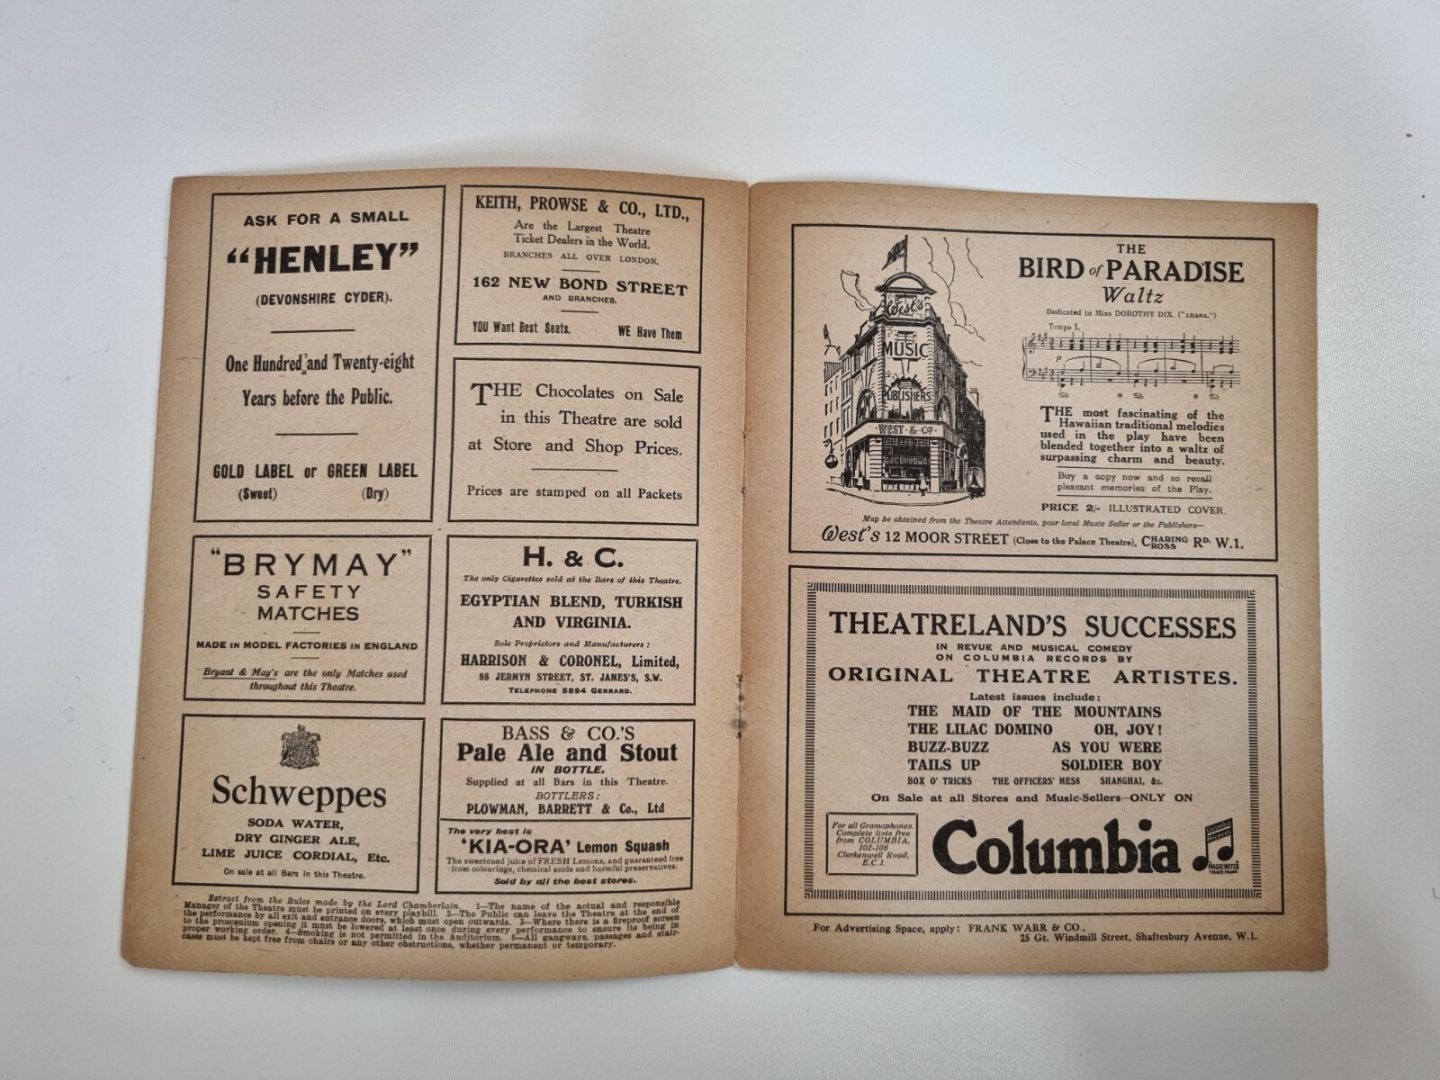 ASK FOR A SMALL
"HENLEY"
(DEVONSHIRE CYDER).
One Hundred and Twenty-eight
Years before the Public.
GOLD LABEL or GREEN LABEL
(Sweet) (Dry)
KEITH, PROWSE & CO., LTD.,
Are the Largest Theatre
Ticket Dealers in the World.
BRANCHES ALL OVER LONDON.
162 NEW BOND STREET
AND BRANCHES.
YOU Want Best Seats. WE Have Them
THE Chocolates on Sale
in this Theatre are sold
at Store and Shop Prices.
Prices are stamped on all Packets
"BRYMAY"
SAFETY
MATCHES
MADE IN MODEL FACTORIES IN ENGLAND
Bryant & May's are the only Matches used
throughout this Theatre.
H. & C.
The only Cigarettes sold at the Bars of this Theatre.
EGYPTIAN BLEND, TURKISH
AND VIRGINIA.
Sole Proprietors and Manufacturers:
HARRISON & CORONEL, Limited,
88 JERMYN STREET, ST. JAMES'S, S.W.
TELEPHONE 5894 GERRARD.
Schweppes
SODA WATER,
DRY GINGER ALE,
LIME JUICE CORDIAL, Etc.
On sale at all Bars in this Theatre.
BASS & CO.'S
Pale Ale and Stout
IN BOTTLE.
Supplied at all Bars in this Theatre.
BOTTLERS:
PLOWMAN, BARRETT & Co., Ltd
The very best is
'KIA-ORA' Lemon Squash
The sweetened juice of FRESH Lemons, and guaranteed free
from colourings, chemical acids and harmful preservatives.
Sold by all the best stores.
Extract from the Rules made by the Lord Chamberlain. 1—The name of the actual and responsible
Manager of the Theatre must be printed on every playbill. 2—The Public can leave the Theatre at the end of
the performance by all exit and entrance doors, which must open outwards. 3—Where there is a fireproof screen
to the proscenium opening it must be lowered at least once during every performance to ensure its being in
proper working order. 4—Smoking is not permitted in the Auditorium. 5—All gangways, passages and stair-
cases must be kept free from chairs or any other obstructions, whether permanent or temporary.
West's
MUSIC
PUBLISHERS
WEST & CO
THE
BIRD of PARADISE
Waltz
Dedicated to Miss DOROTHY DIX. ("LUANA.")
Tempo I.
THE most fascinating of the
Hawaiian traditional melodies
used in the play have been
blended together into a waltz of
surpassing charm and beauty.
Buy a copy now and so recall
pleasant memories of the Play.
PRICE 2/- ILLUSTRATED COVER.
May be obtained from the Theatre Attendants, your local Music Seller or the Publishers—
West's 12 MOOR STREET (Close to the Palace Theatre), CHARING CROSS RD. W.1.
THEATRELAND'S SUCCESSES
IN REVUE AND MUSICAL COMEDY
ON COLUMBIA RECORDS BY
ORIGINAL THEATRE ARTISTES.
Latest issues include:
THE MAID OF THE MOUNTAINS
THE LILAC DOMINO OH, JOY!
BUZZ-BUZZ AS YOU WERE
TAILS UP SOLDIER BOY
BOX O' TRICKS THE OFFICERS' MESS SHANGHAI, &c.
On Sale at all Stores and Music-Sellers—ONLY ON
For all Gramophones.
Complete lists free
from COLUMBIA,
102-108
Clerkenwell Road,
E.C.1.
Columbia
Columbia
Records
MAGIC NOTES
TRADE MARK
For Advertising Space, apply: FRANK WARR & CO.,
25 Gt. Windmill Street, Shaftesbury Avenue, W.1.